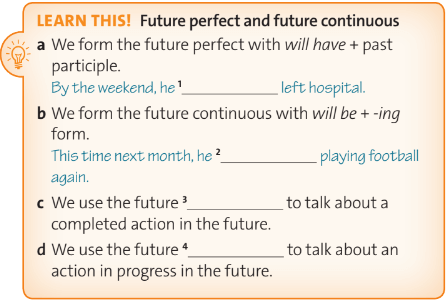 LEARN THIS! Future perfect and future continuous
a We form the future perfect with will have + past
participle.
By the weekend, he ¹____________ left hospital.
b We form the future continuous with will be + -ing
form.
This time next month, he ²____________ playing football
again.
c We use the future ³____________ to talk about a
completed action in the future.
d We use the future ⁴____________ to talk about an
action in progress in the future.